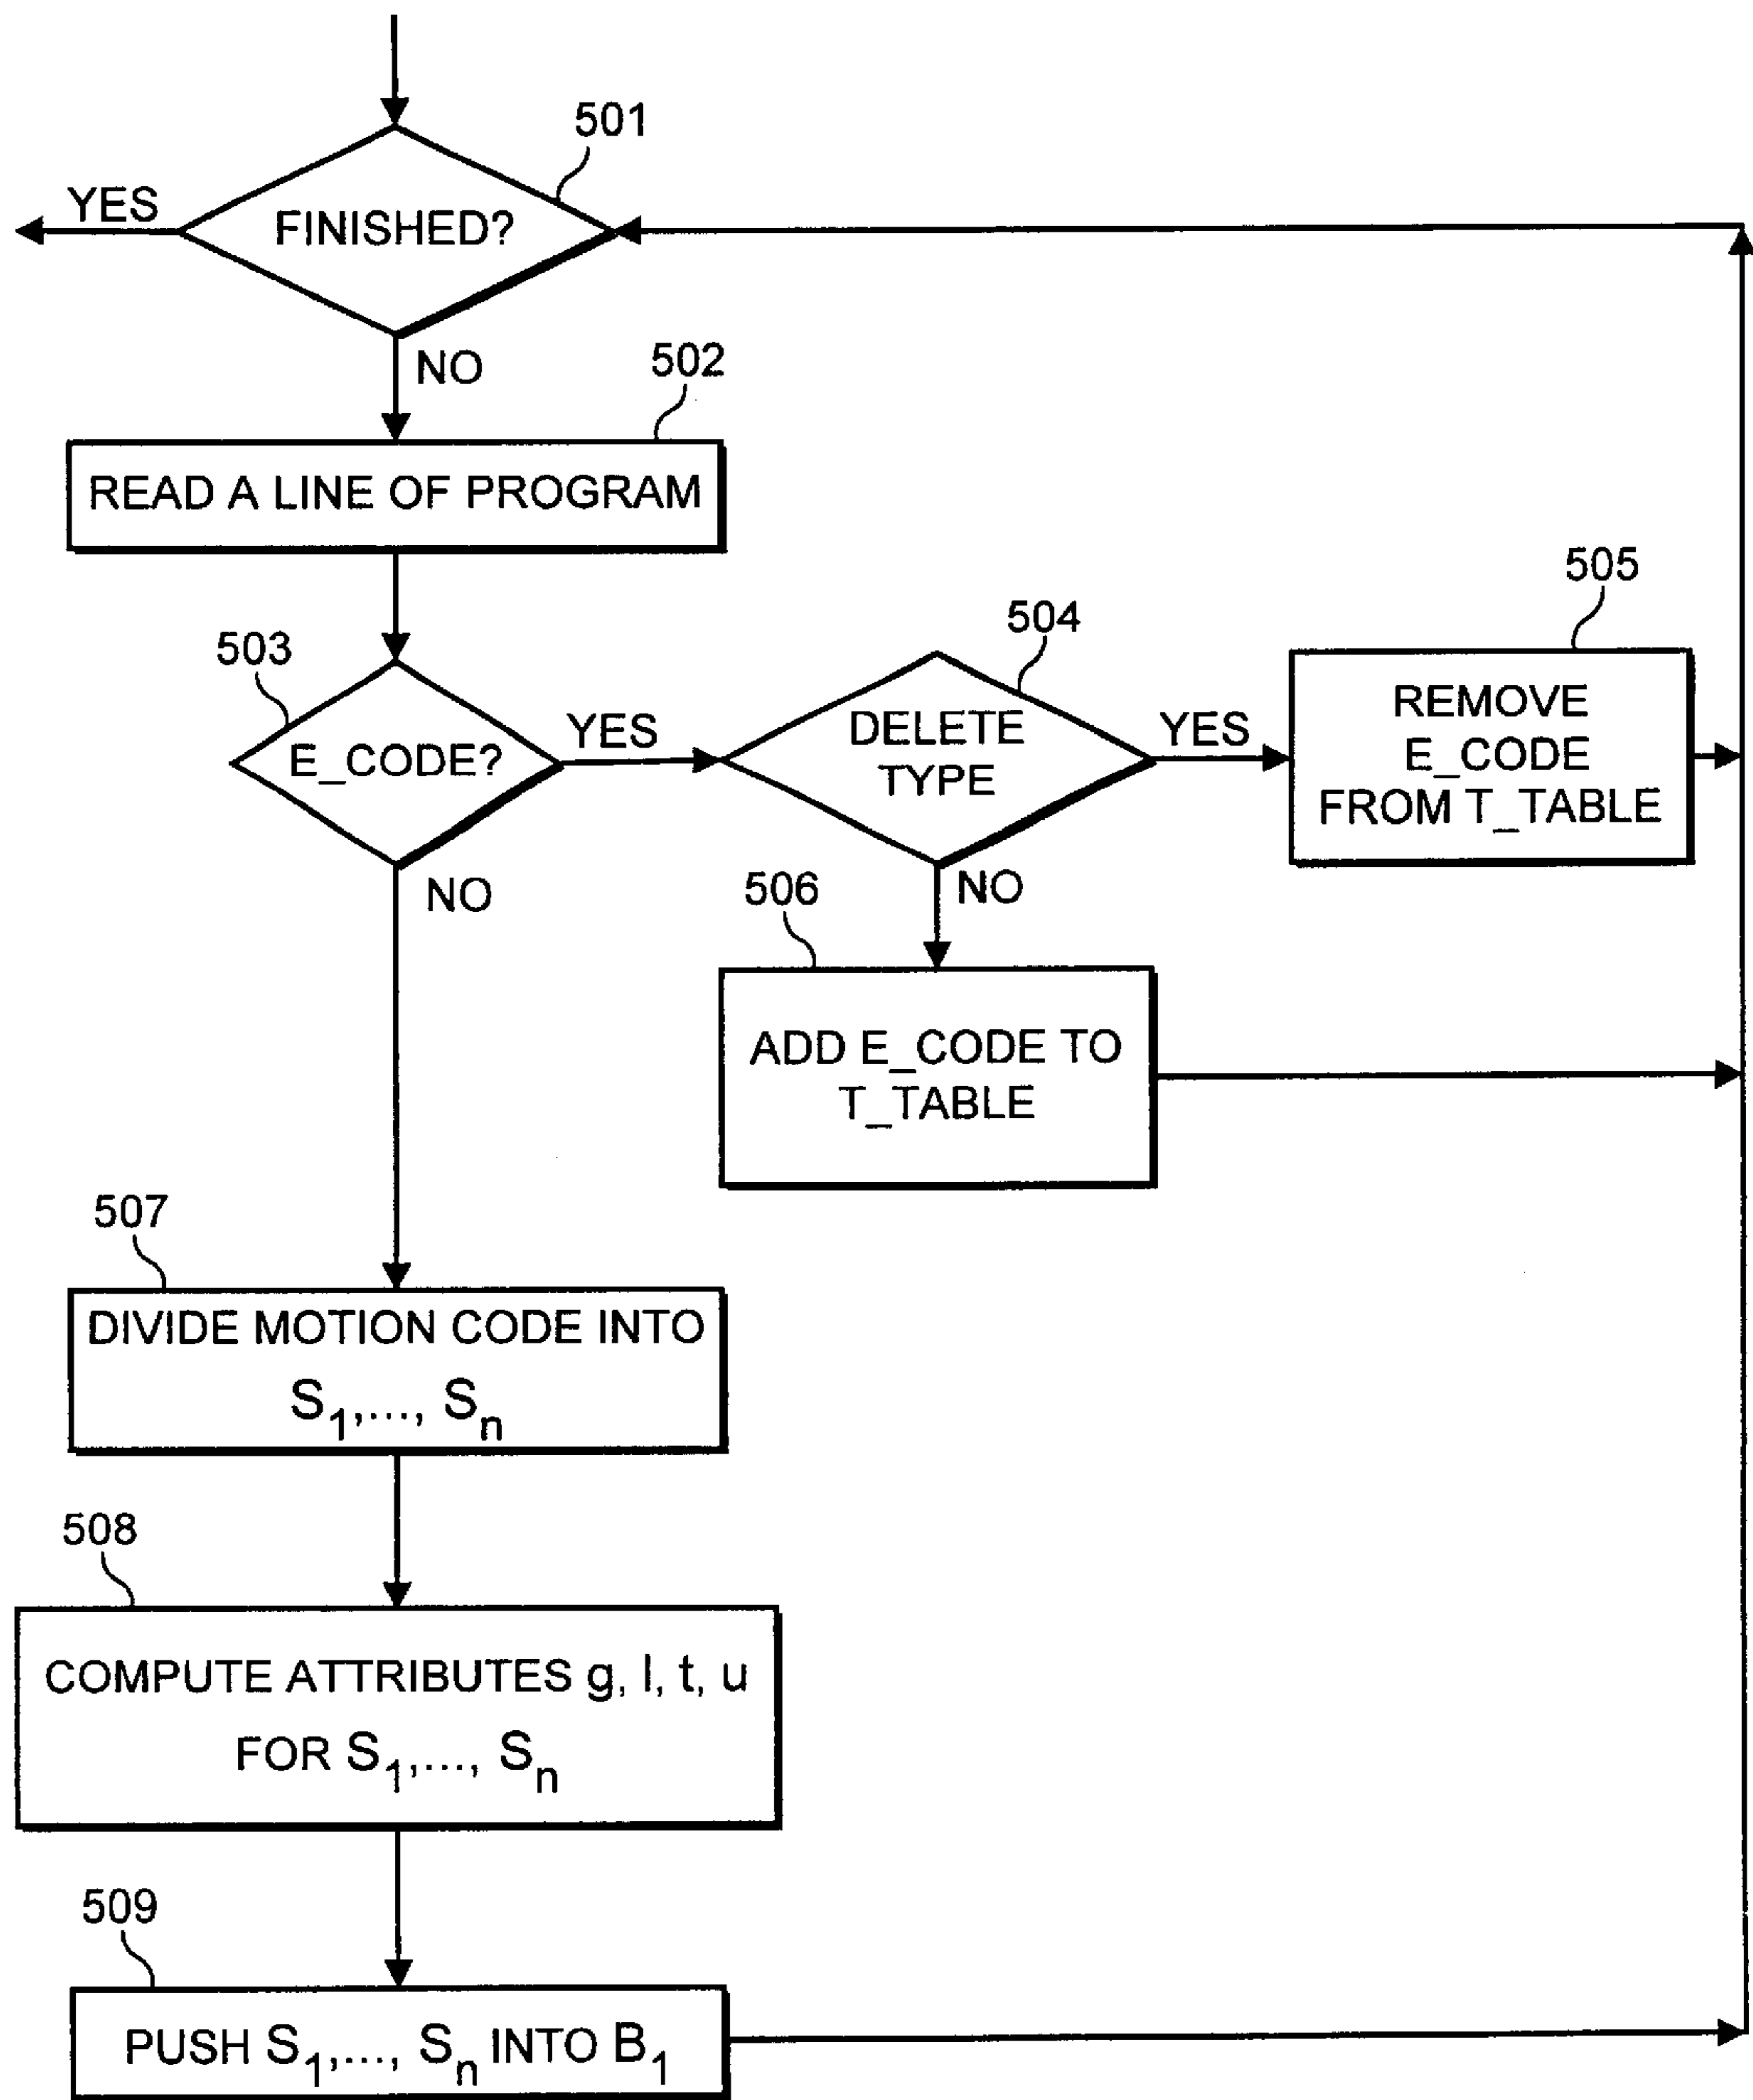 501
YES
FINISHED?
NO
502
READ A LINE OF PROGRAM
503
E_CODE?
YES
504
DELETE
TYPE
YES
505
REMOVE
E_CODE
FROM T_TABLE
NO
NO
506
ADD E_CODE TO
T_TABLE
507
DIVIDE MOTION CODE INTO
S₁,..., Sₙ
508
COMPUTE ATTRIBUTES g, l, t, u
FOR S₁,..., Sₙ
509
PUSH S₁,..., Sₙ INTO B₁